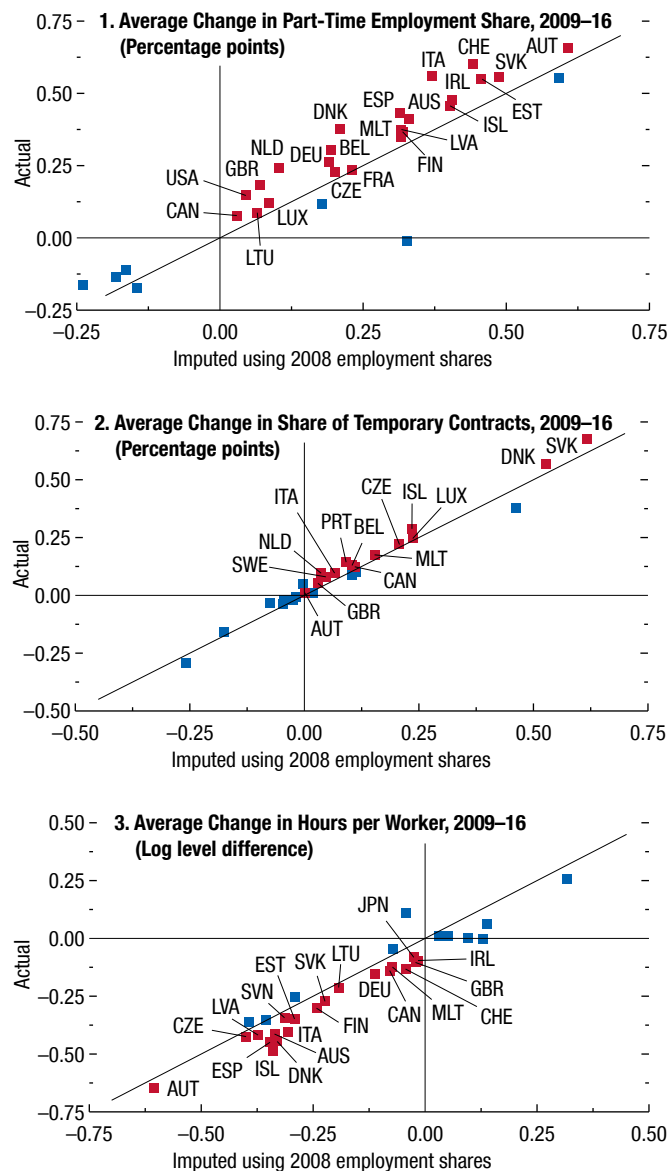 1. Average Change in Part-Time Employment Share, 2009–16
(Percentage points)
0.75
0.50
0.25
0.00
–0.25
Actual
ITA
CHE
SVK
AUT
IRL
EST
ESP
AUS
ISL
DNK
MLT
LVA
NLD
DEU
BEL
FIN
USA
GBR
CZE
FRA
CAN
LUX
LTU
–0.25
0.00
0.25
0.50
0.75
Imputed using 2008 employment shares
2. Average Change in Share of Temporary Contracts, 2009–16
(Percentage points)
0.75
0.50
0.25
0.00
–0.25
–0.50
Actual
DNK
SVK
CZE
ISL
LUX
ITA
PRT
BEL
NLD
MLT
SWE
CAN
GBR
AUT
–0.50
–0.25
0.00
0.25
0.50
0.75
Imputed using 2008 employment shares
3. Average Change in Hours per Worker, 2009–16
(Log level difference)
0.50
0.25
0.00
–0.25
–0.50
–0.75
Actual
JPN
IRL
SVK
LTU
EST
DEU
GBR
SVN
CAN
MLT
CHE
LVA
FIN
CZE
ITA
AUS
ESP
ISL
DNK
AUT
–0.75
–0.50
–0.25
0.00
0.25
0.50
Imputed using 2008 employment shares